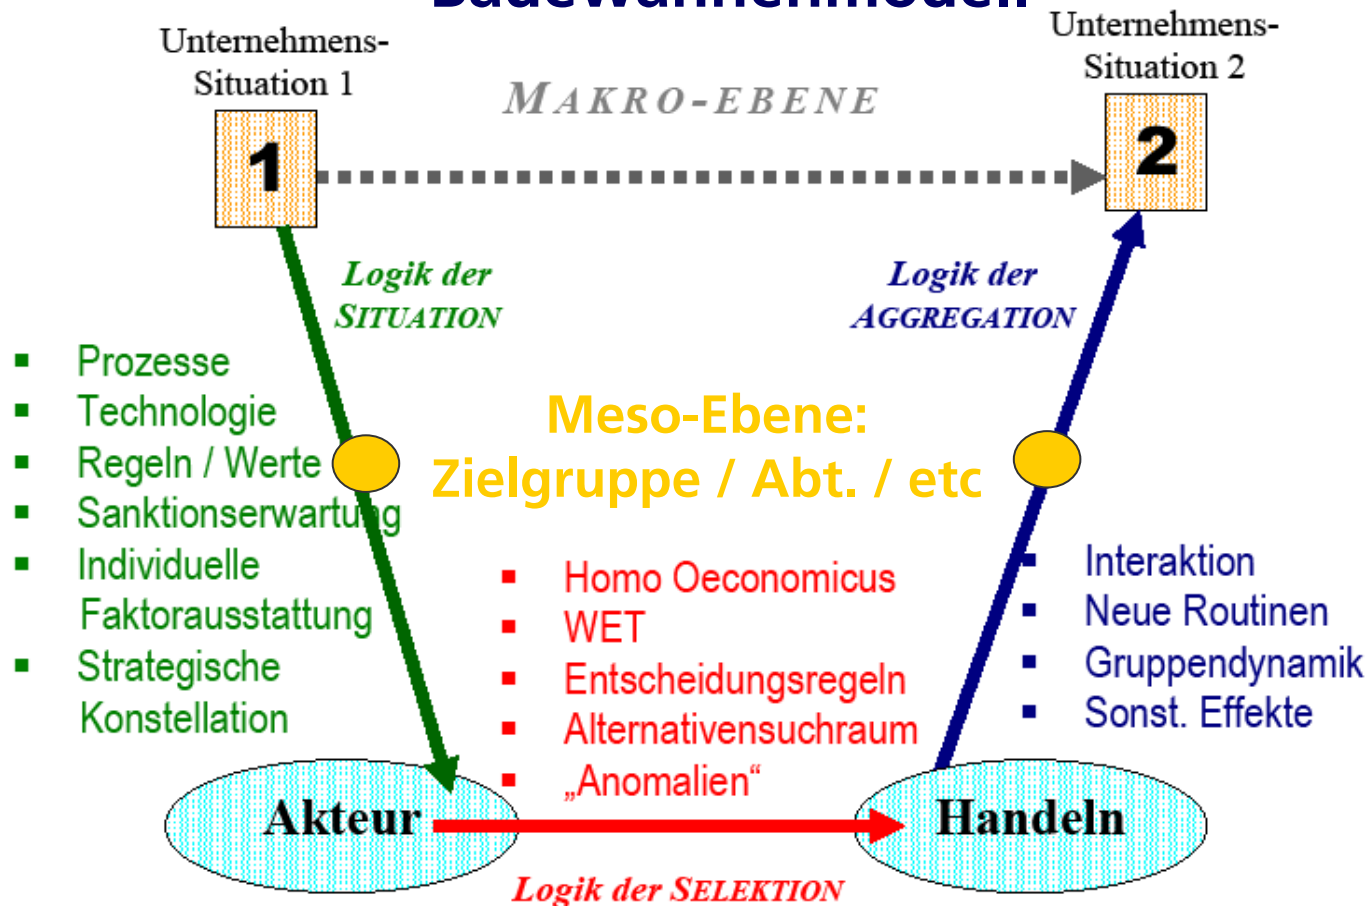 Badewannenmodell
Unternehmens-
Situation 1
Unternehmens-
Situation 2
MAKRO-EBENE
1
2
Logik der
SITUATION
Logik der
AGGREGATION
▪ Prozesse
▪ Technologie
▪ Regeln / Werte
▪ Sanktionserwartung
▪ Individuelle
Faktorausstattung
▪ Strategische
Konstellation
Meso-Ebene:
Zielgruppe / Abt. / etc
▪ Homo Oeconomicus
▪ WET
▪ Entscheidungsregeln
▪ Alternativensuchraum
▪ „Anomalien“
▪ Interaktion
▪ Neue Routinen
▪ Gruppendynamik
▪ Sonst. Effekte
Akteur
Handeln
Logik der SELEKTION